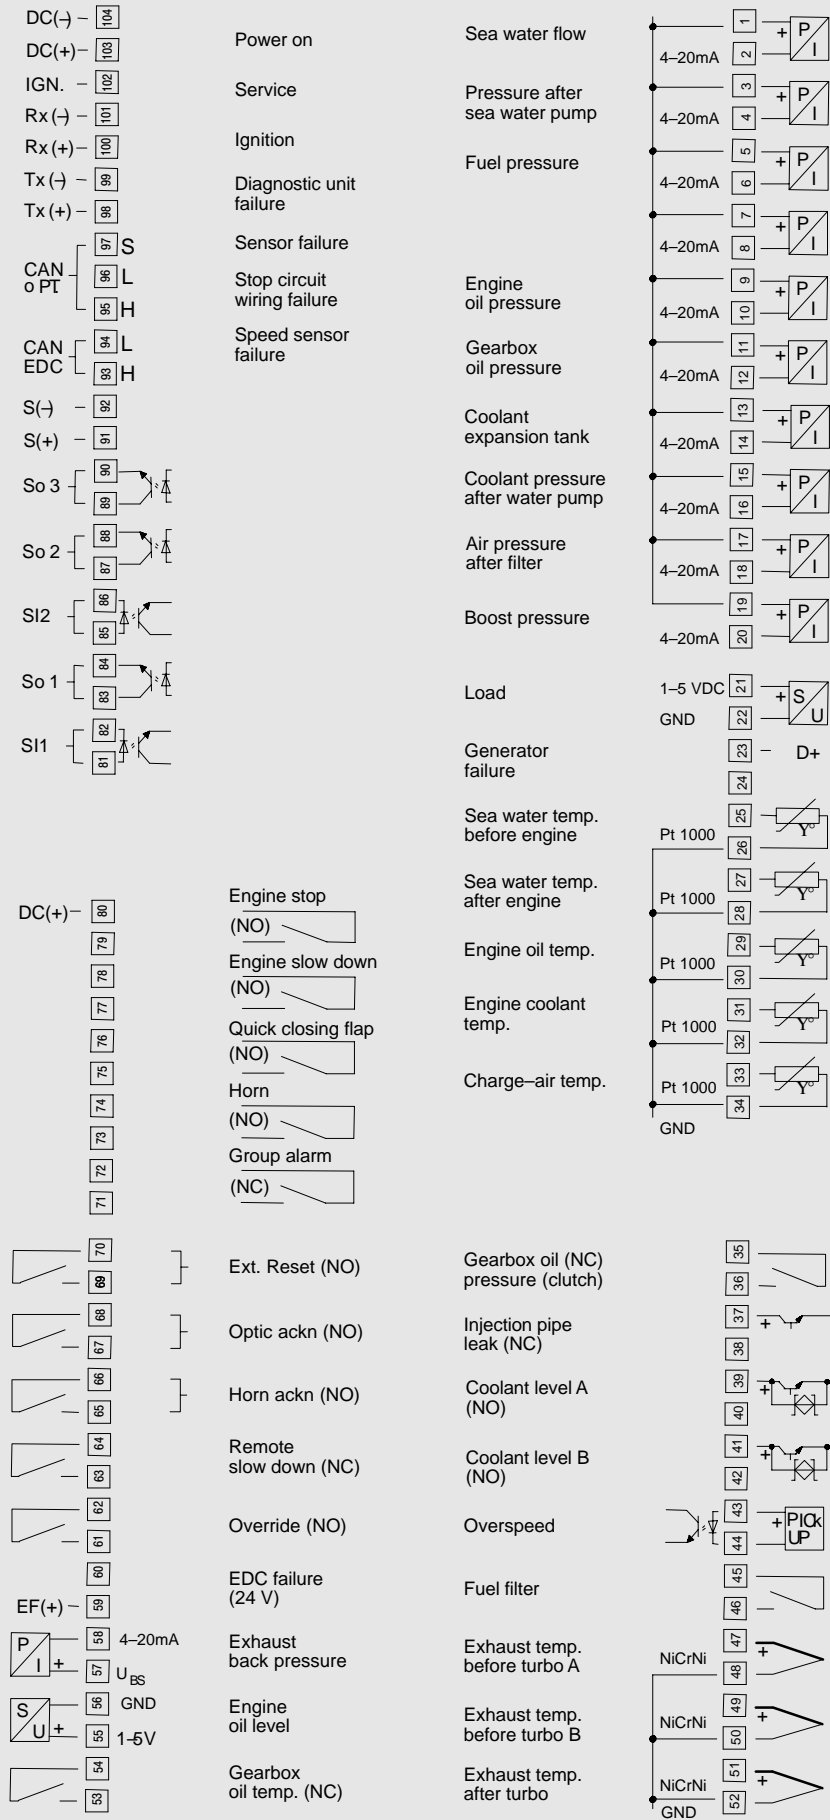 DC(–)
104
DC(+)
103
IGN.
102
Rx (–)
101
Rx (+)
100
Tx (–)
99
Tx (+)
98
CAN
o PT
97
S
96
L
95
H
CAN
EDC
94
L
93
H
S(–)
92
S(+)
91
So 3
90
89
So 2
88
87
SI2
86
85
So 1
84
83
SI1
82
81
Power on
Service
Ignition
Diagnostic unit
failure
Sensor failure
Stop circuit
wiring failure
Speed sensor
failure
DC(+)
80
79
78
77
76
75
74
73
72
71
Engine stop
(NO)
Engine slow down
(NO)
Quick closing flap
(NO)
Horn
(NO)
Group alarm
(NC)
70
69
Ext. Reset (NO)
68
67
Optic ackn (NO)
66
65
Horn ackn (NO)
64
63
Remote
slow down (NC)
62
61
Override (NO)
60
EF(+)
59
EDC failure
(24 V)
P
I
+
58
4–20mA
57
UBS
Exhaust
back pressure
S
U
+
56
GND
55
1–5V
Engine
oil level
54
53
Gearbox
oil temp. (NC)
Sea water flow
1
2
4–20mA
+
P
I
Pressure after
sea water pump
3
4
4–20mA
+
P
I
Fuel pressure
5
6
4–20mA
+
P
I
7
8
4–20mA
+
P
I
Engine
oil pressure
9
10
4–20mA
+
P
I
Gearbox
oil pressure
11
12
4–20mA
+
P
I
Coolant
expansion tank
13
14
4–20mA
+
P
I
Coolant pressure
after water pump
15
16
4–20mA
+
P
I
Air pressure
after filter
17
18
4–20mA
+
P
I
Boost pressure
19
20
4–20mA
+
P
I
Load
1–5 VDC
21
GND
22
+
S
U
Generator
failure
23
D+
24
Sea water temp.
before engine
Pt 1000
25
26
Y°
Sea water temp.
after engine
Pt 1000
27
28
Y°
Engine oil temp.
Pt 1000
29
30
Y°
Engine coolant
temp.
Pt 1000
31
32
Y°
Charge–air temp.
Pt 1000
33
34
Y°
GND
Gearbox oil (NC)
pressure (clutch)
35
36
Injection pipe
leak (NC)
37
+
38
Coolant level A
(NO)
39
+
40
Coolant level B
(NO)
41
+
42
Overspeed
43
44
+
PICk
UP
Fuel filter
45
46
Exhaust temp.
before turbo A
NiCrNi
47
48
+
Exhaust temp.
before turbo B
NiCrNi
49
50
+
Exhaust temp.
after turbo
NiCrNi
51
52
+
GND